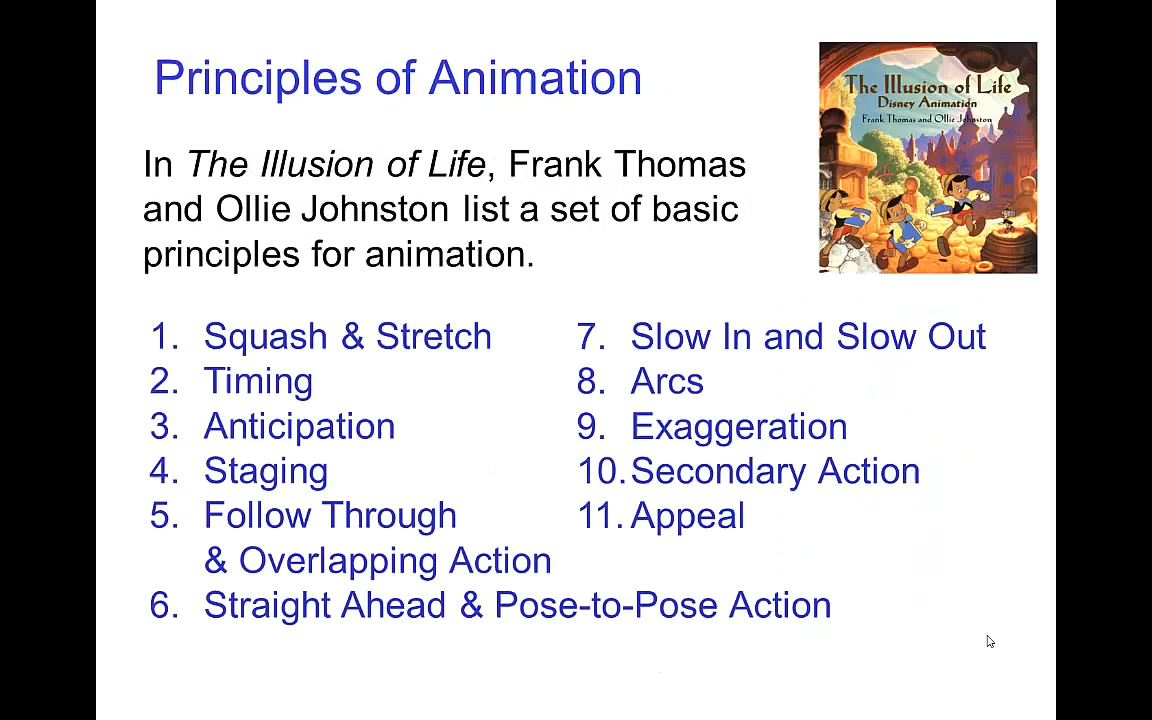 Principles of Animation
The Illusion of Life
Disney Animation
Frank Thomas and Ollie Johnston
In The Illusion of Life, Frank Thomas
and Ollie Johnston list a set of basic
principles for animation.
1. Squash & Stretch
2. Timing
3. Anticipation
4. Staging
5. Follow Through
& Overlapping Action
6. Straight Ahead & Pose-to-Pose Action
7. Slow In and Slow Out
8. Arcs
9. Exaggeration
10. Secondary Action
11. Appeal